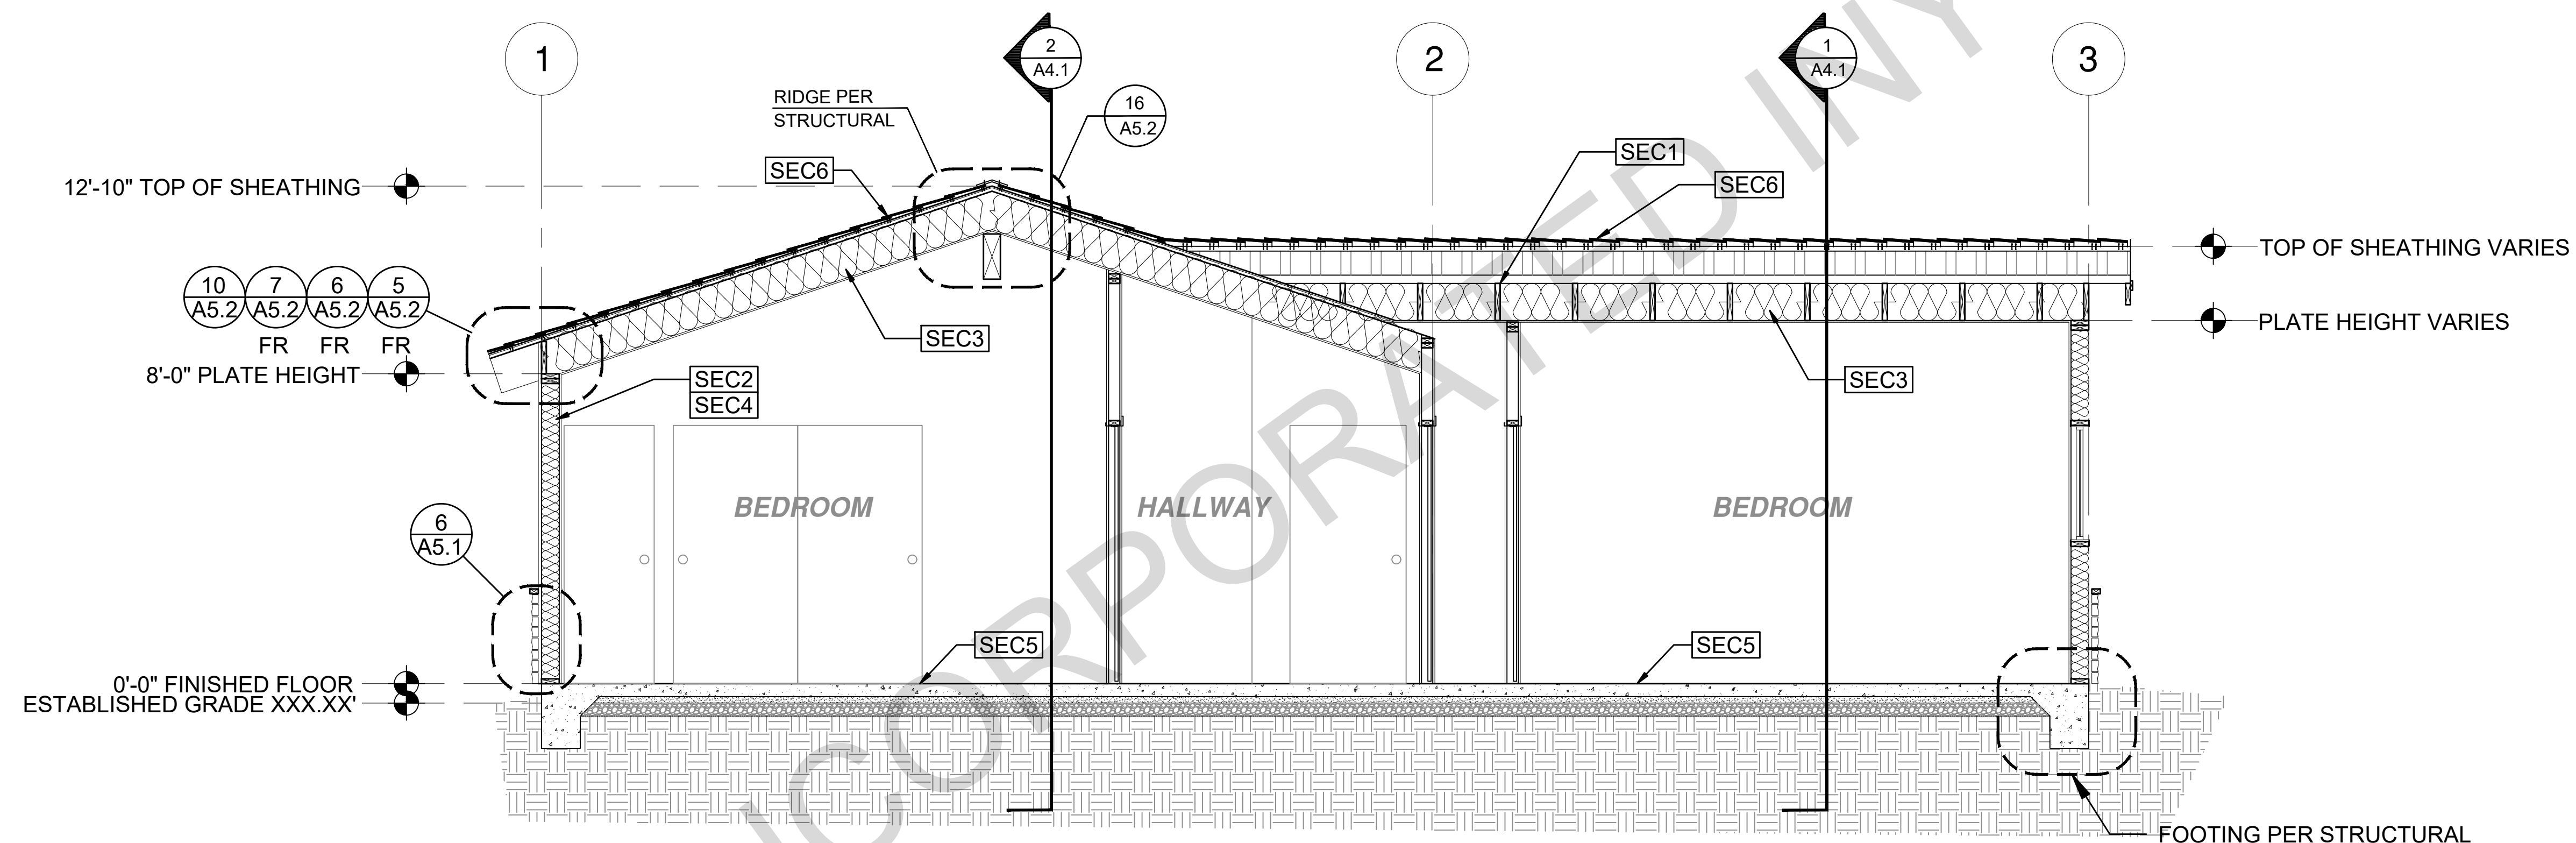 1
2
A4.1
2
1
A4.1
3
RIDGE PER
STRUCTURAL
16
A5.2
SEC6
SEC1
SEC6
12'-10" TOP OF SHEATHING
TOP OF SHEATHING VARIES
10
A5.2
7
A5.2
FR
6
A5.2
FR
5
A5.2
FR
SEC3
PLATE HEIGHT VARIES
8'-0" PLATE HEIGHT
SEC2
SEC4
SEC3
BEDROOM
HALLWAY
BEDROOM
6
A5.1
SEC5
SEC5
0'-0" FINISHED FLOOR
ESTABLISHED GRADE XXX.XX'
FOOTING PER STRUCTURAL
ICORPORATED INY